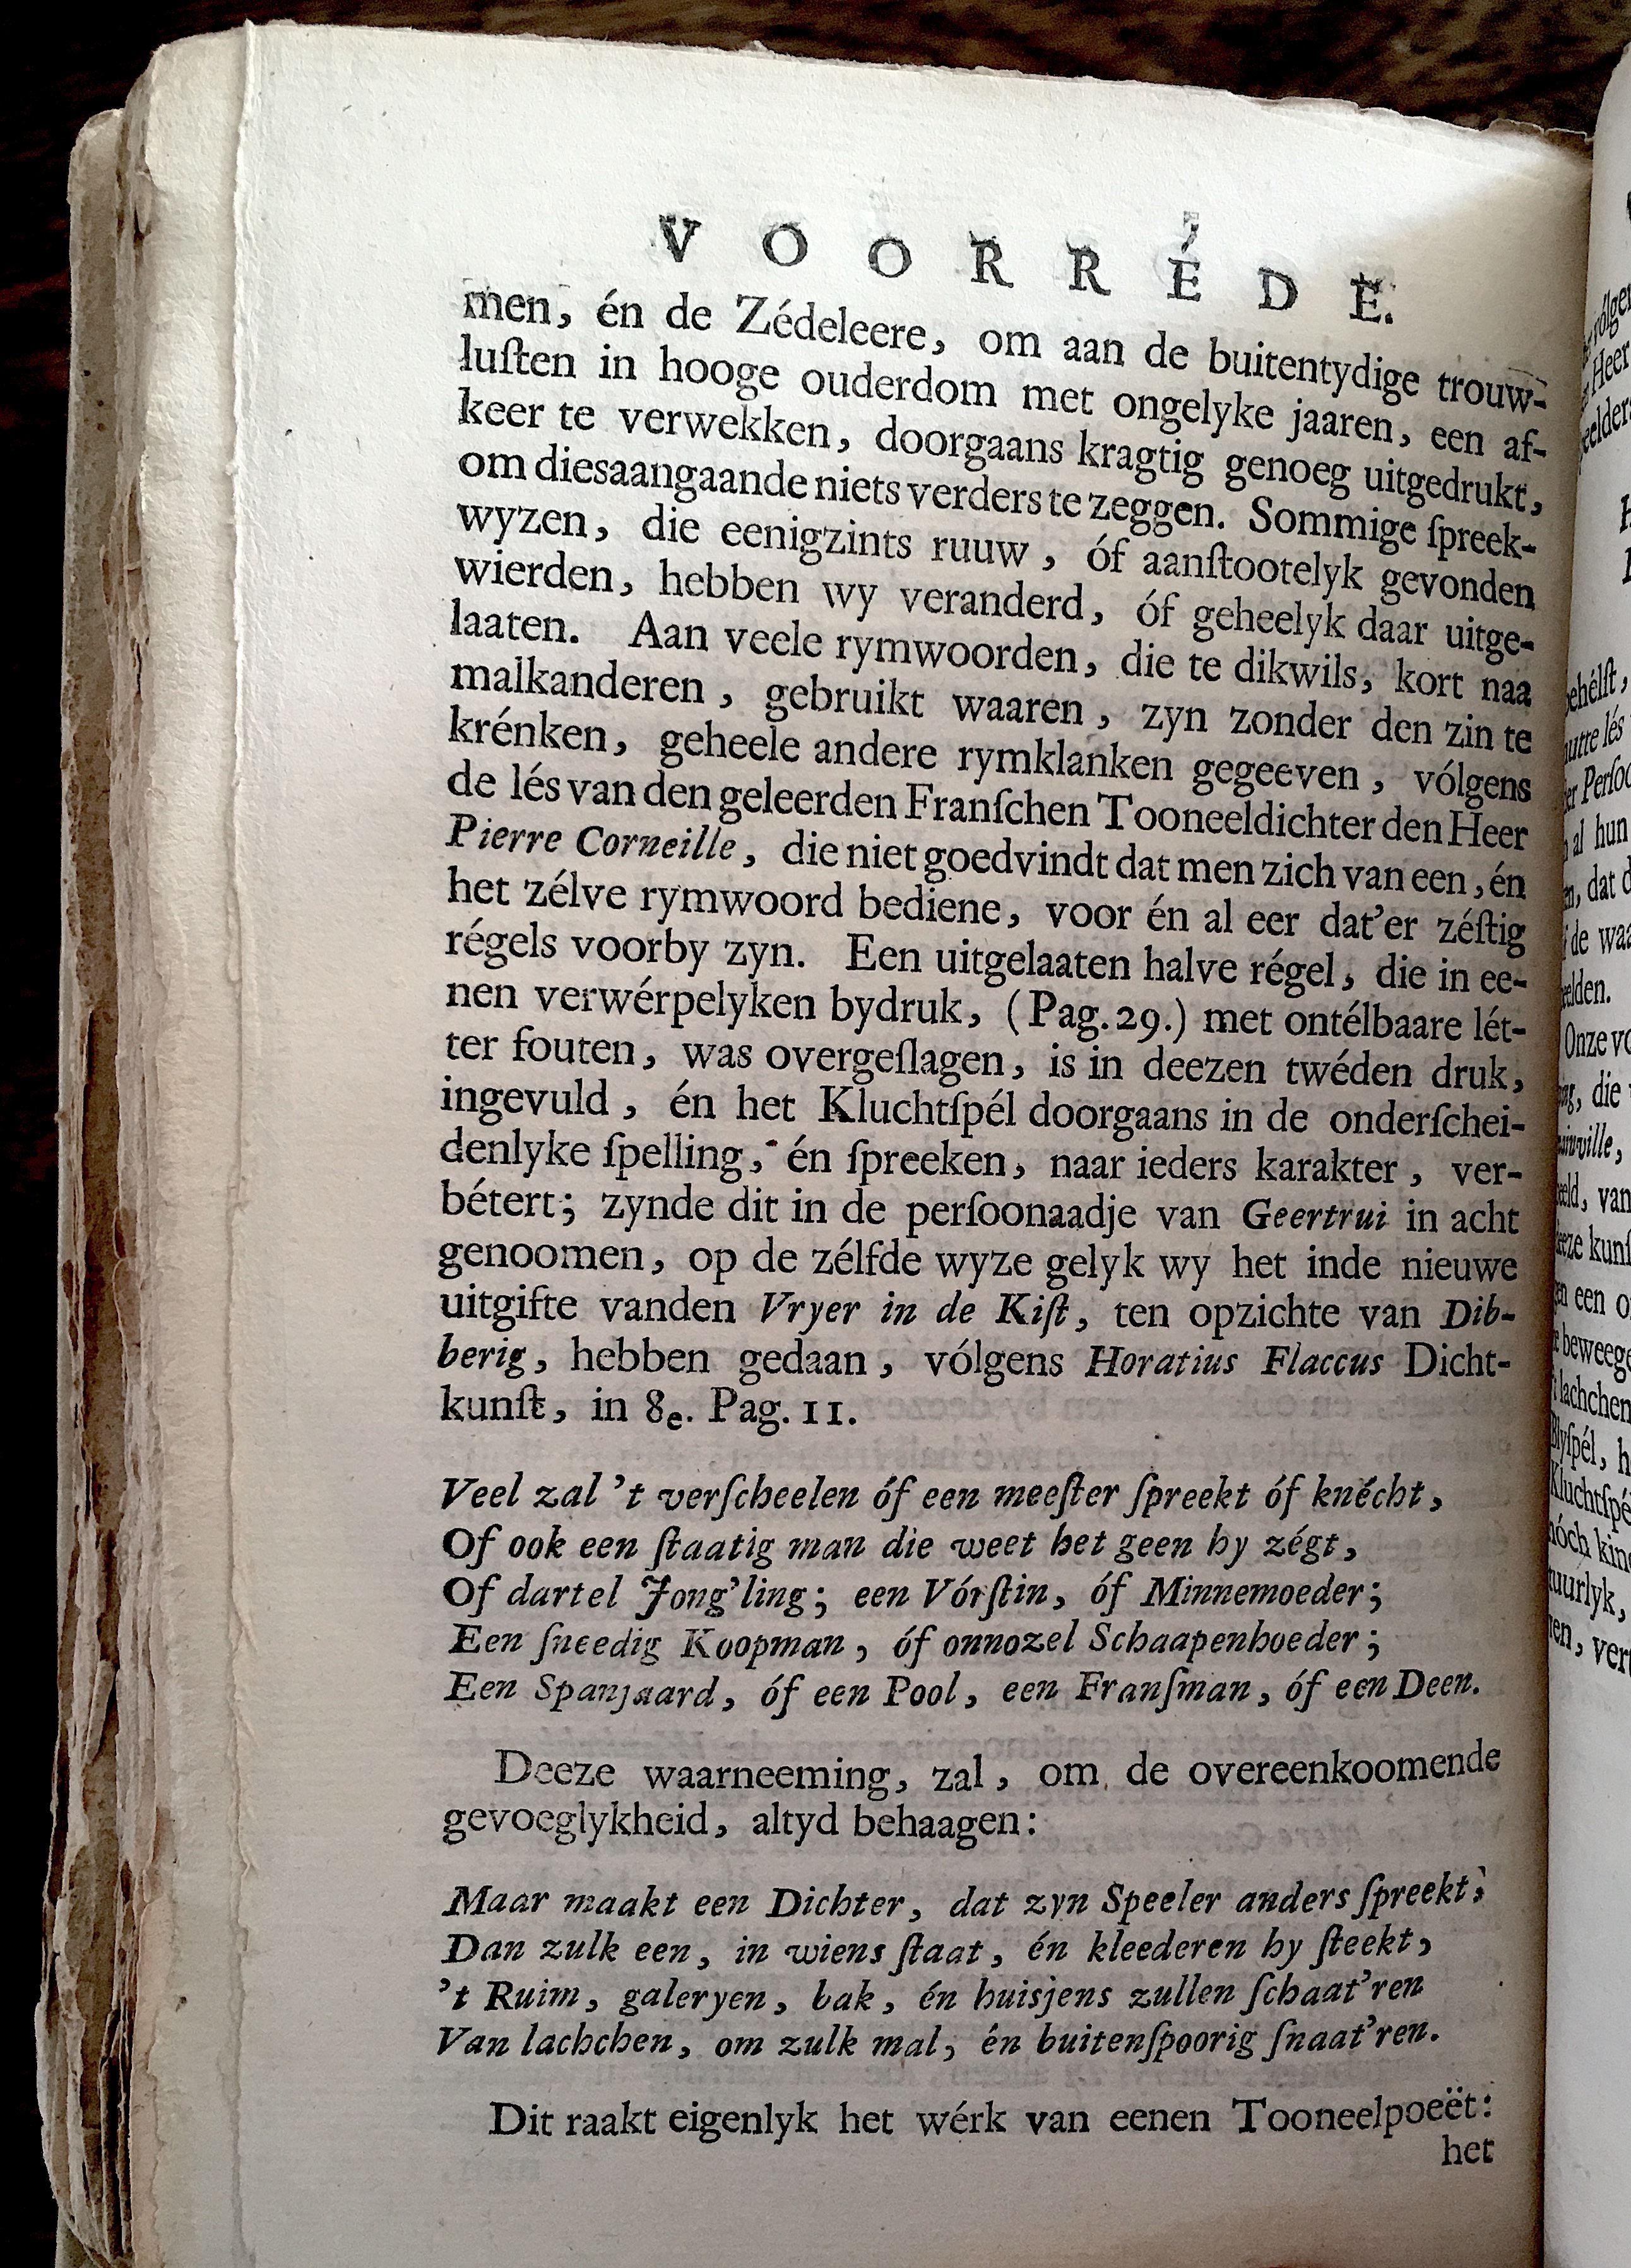 VOORRÉDE.
men, én de Zédeleere, om aan de buitentydige trouw-
luſten in hooge ouderdom met ongelyke jaaren, een af-
keer te verwekken, doorgaans kragtig genoeg uitgedrukt,
om diesaangaande niets verders te zeggen. Sommige ſpreek-
wyzen, die eenigzints ruuw, óf aanſtootelyk gevonden
wierden, hebben wy veranderd, óf geheelyk daar uitge-
laaten. Aan veele rymwoorden, die te dikwils, kort naa
malkanderen, gebruikt waaren, zyn zonder den zin te
krénken, geheele andere rymklanken gegeeven, vólgens
de lés van den geleerden Franſchen Tooneeldichter den Heer
Pierre Corneille, die niet goedvindt dat men zich van een, én
het zélve rymwoord bediene, voor én al eer dat'er zéſtig
régels voorby zyn. Een uitgelaaten halve régel, die in ee-
nen verwérpelyken bydruk, (Pag. 29.) met ontélbaare lét-
ter fouten, was overgeſlagen, is in deezen twéden druk,
ingevuld, én het Kluchtſpél doorgaans in de onderſchei-
denlyke ſpelling, én ſpreeken, naar ieders karakter, ver-
bétert; zynde dit in de perſoonaadje van Geertrui in acht
genoomen, op de zélfde wyze gelyk wy het inde nieuwe
uitgifte vanden Vryer in de Kiſt, ten opzichte van Dib-
berig, hebben gedaan, vólgens Horatius Flaccus Dicht-
kunſt, in 8e. Pag. 11.
Veel zal 't verſcheelen óf een meeſter ſpreekt óf knécht,
Of ook een ſtaatig man die weet het geen hy zégt,
Of dartel Jong'ling; een Vórſtin, óf Minnemoeder;
Een ſneedig Koopman, óf onnozel Schaapenhoeder;
Een Spanjaard, óf een Pool, een Franſman, óf een Deen.
Deeze waarneeming, zal, om de overeenkoomende
gevoeglykheid, altyd behaagen:
Maar maakt een Dichter, dat zyn Speeler anders ſpreekt,
Dan zulk een, in wiens ſtaat, én kleederen hy ſteekt,
't Ruim, galeryen, bak, én huisjens zullen ſchaat'ren
Van lachchen, om zulk mal, én buitenſpoorig ſnaat'ren.
Dit raakt eigenlyk het wérk van eenen Tooneelpoeët:
het